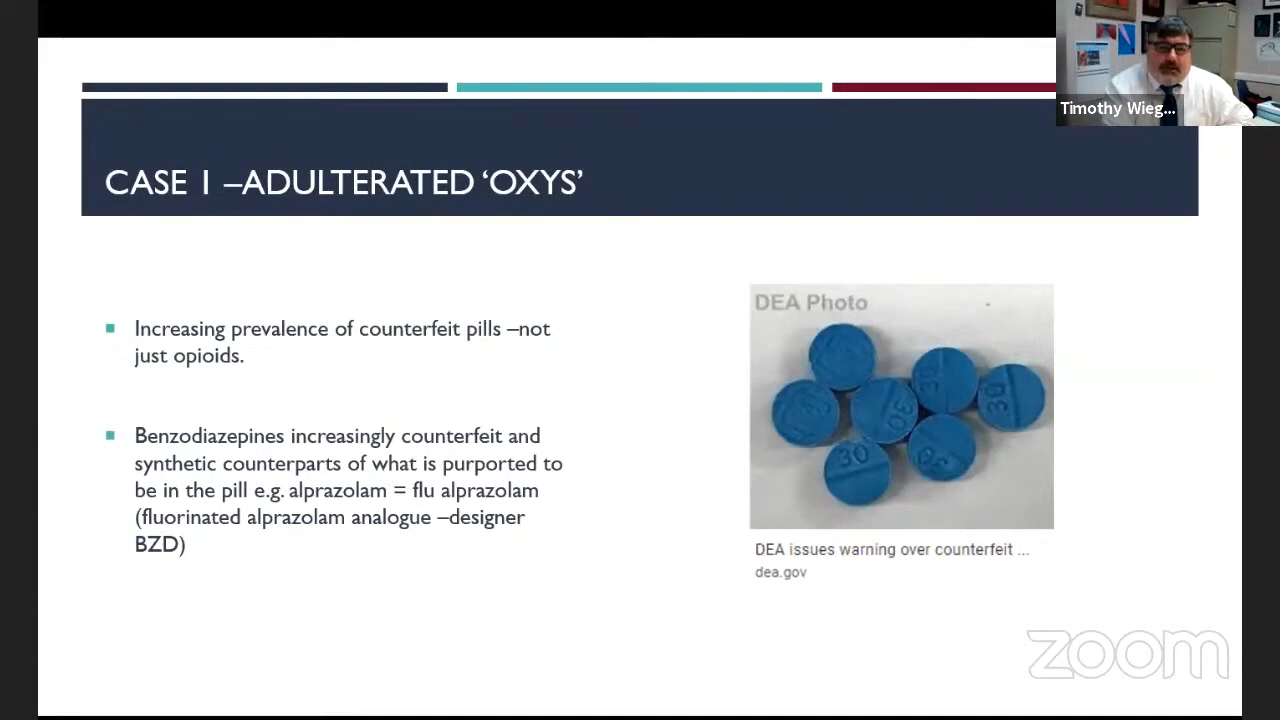 Timothy Wieg...
CASE 1 –ADULTERATED ‘OXYS’
Increasing prevalence of counterfeit pills –not
just opioids.
Benzodiazepines increasingly counterfeit and
synthetic counterparts of what is purported to
be in the pill e.g. alprazolam = flu alprazolam
(fluorinated alprazolam analogue –designer
BZD)
DEA Photo
30
30
30
30
30
DEA issues warning over counterfeit ...
dea.gov
zoom